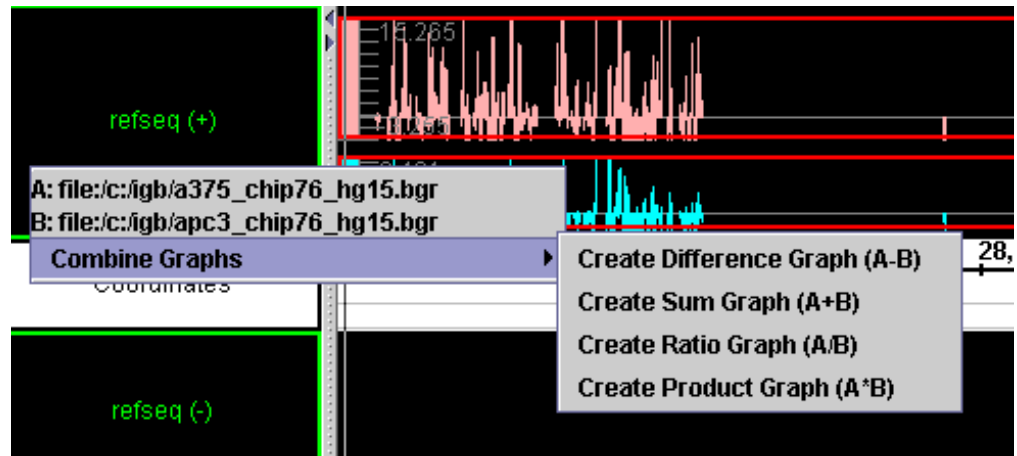 15.265
refseq (+)
A: file:/c:/igb/a375_chip76_hg15.bgr
B: file:/c:/igb/apc3_chip76_hg15.bgr
Combine Graphs
Create Difference Graph (A-B)
28,
Create Sum Graph (A+B)
Create Ratio Graph (A/B)
Create Product Graph (A*B)
Coordinates
refseq (-)